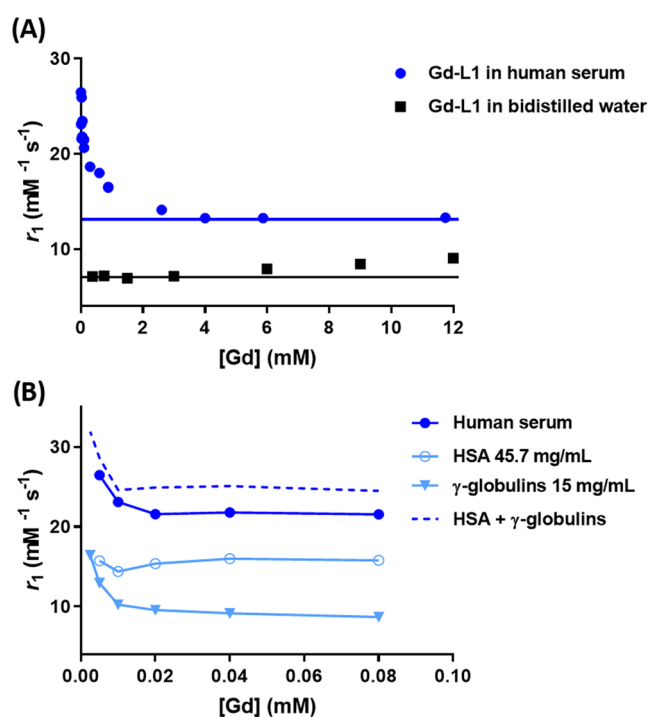 (A)
30
20
10
r1 (mM ⁻¹ s⁻¹)
Gd-L1 in human serum
Gd-L1 in bidistilled water
0 2 4 6 8 10 12
[Gd] (mM)
(B)
30
20
10
r1 (mM ⁻¹ s⁻¹)
Human serum
HSA 45.7 mg/mL
γ-globulins 15 mg/mL
HSA + γ-globulins
0.00 0.02 0.04 0.06 0.08 0.10
[Gd] (mM)